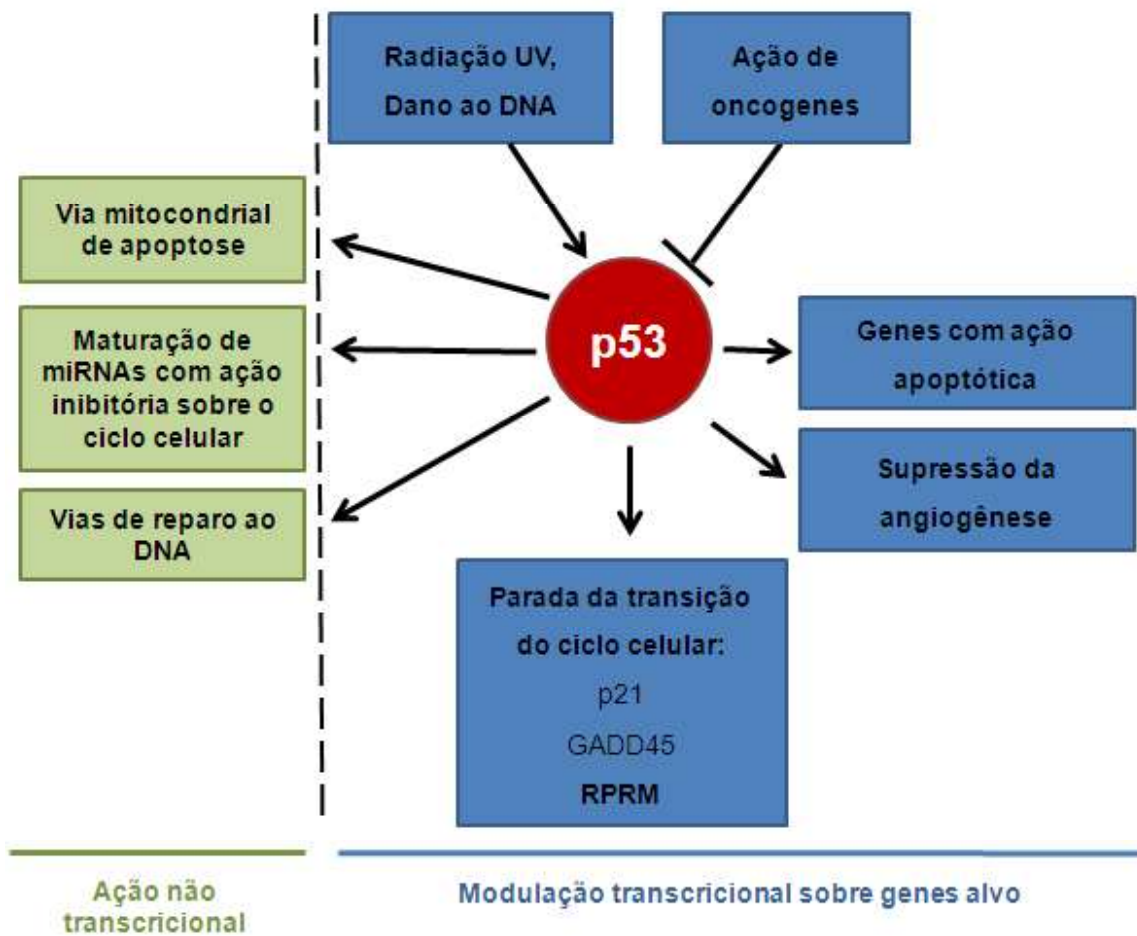 Radiação UV,
Dano ao DNA
Ação de
oncogenes
Via mitocondrial
de apoptose
Maturação de
miRNAs com ação
inibitória sobre o
ciclo celular
Vias de reparo ao
DNA
p53
Genes com ação
apoptótica
Supressão da
angiogênese
Parada da transição
do ciclo celular:
p21
GADD45
RPRM
Ação não
transcricional
Modulação transcricional sobre genes alvo